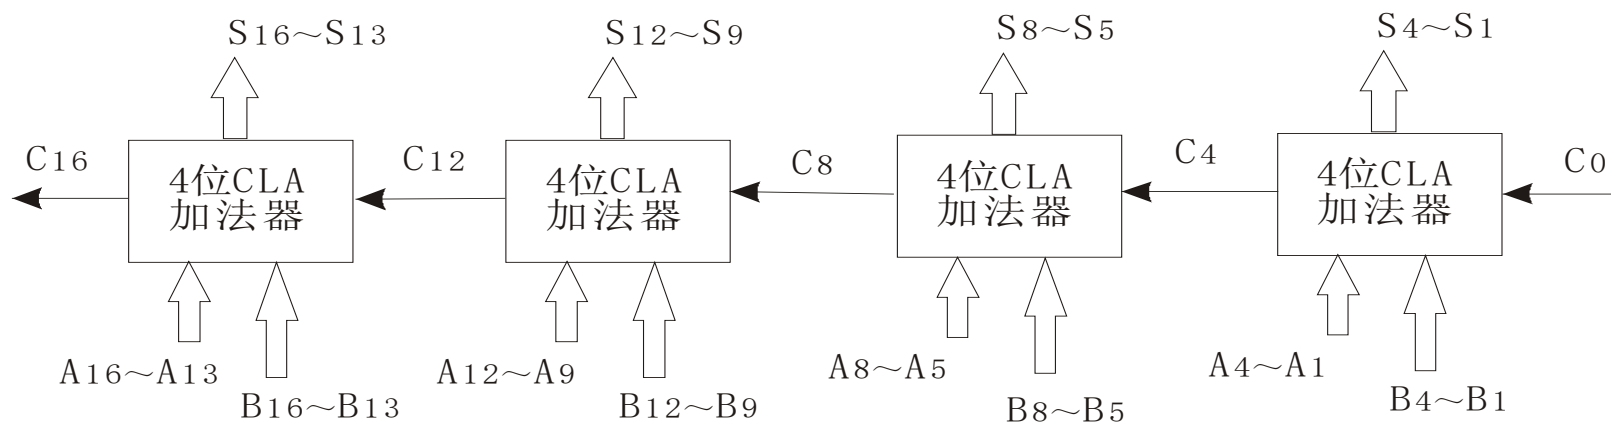 S16～S13
S12～S9
S8～S5
S4～S1
C16
4位CLA
加法器
C12
4位CLA
加法器
C8
4位CLA
加法器
C4
4位CLA
加法器
C0
A16～A13
B16～B13
A12～A9
B12～B9
A8～A5
B8～B5
A4～A1
B4～B1